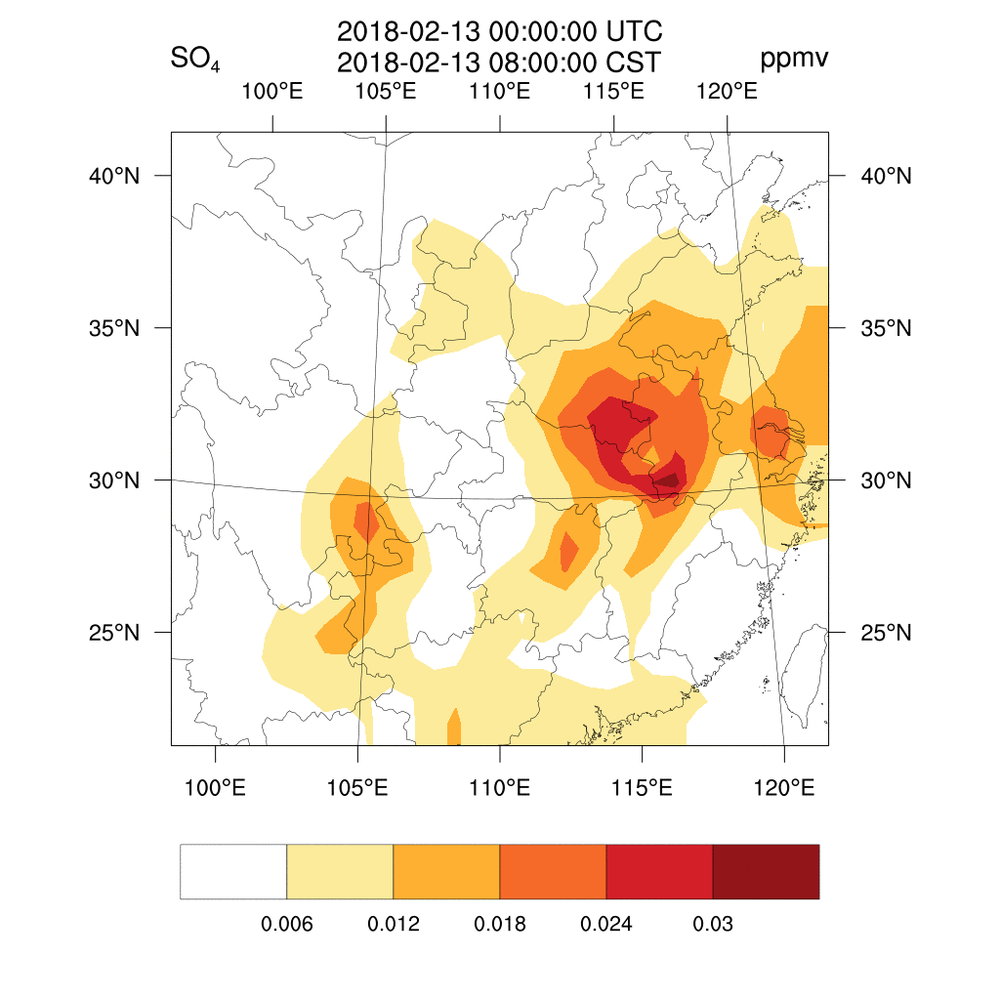 2018-02-13 00:00:00 UTC
SO₄ 2018-02-13 08:00:00 CST ppmv
100°E 105°E 110°E 115°E 120°E
40°N 40°N
35°N 35°N
30°N 30°N
25°N 25°N
100°E 105°E 110°E 115°E 120°E
0.006 0.012 0.018 0.024 0.03